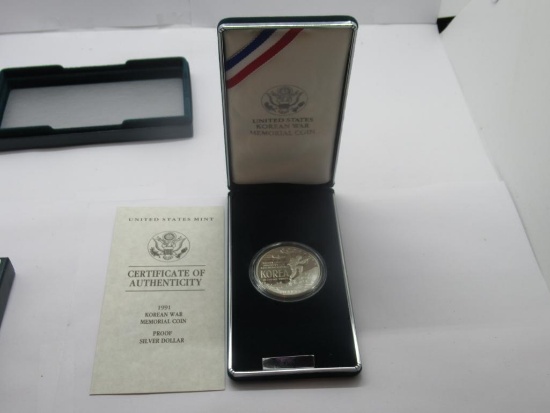 UNITED STATES
KOREAN WAR
MEMORIAL COIN
UNITED STATES MINT
CERTIFICATE OF
AUTHENTICITY
1991
KOREAN WAR
MEMORIAL COIN
PROOF
SILVER DOLLAR
KOREA